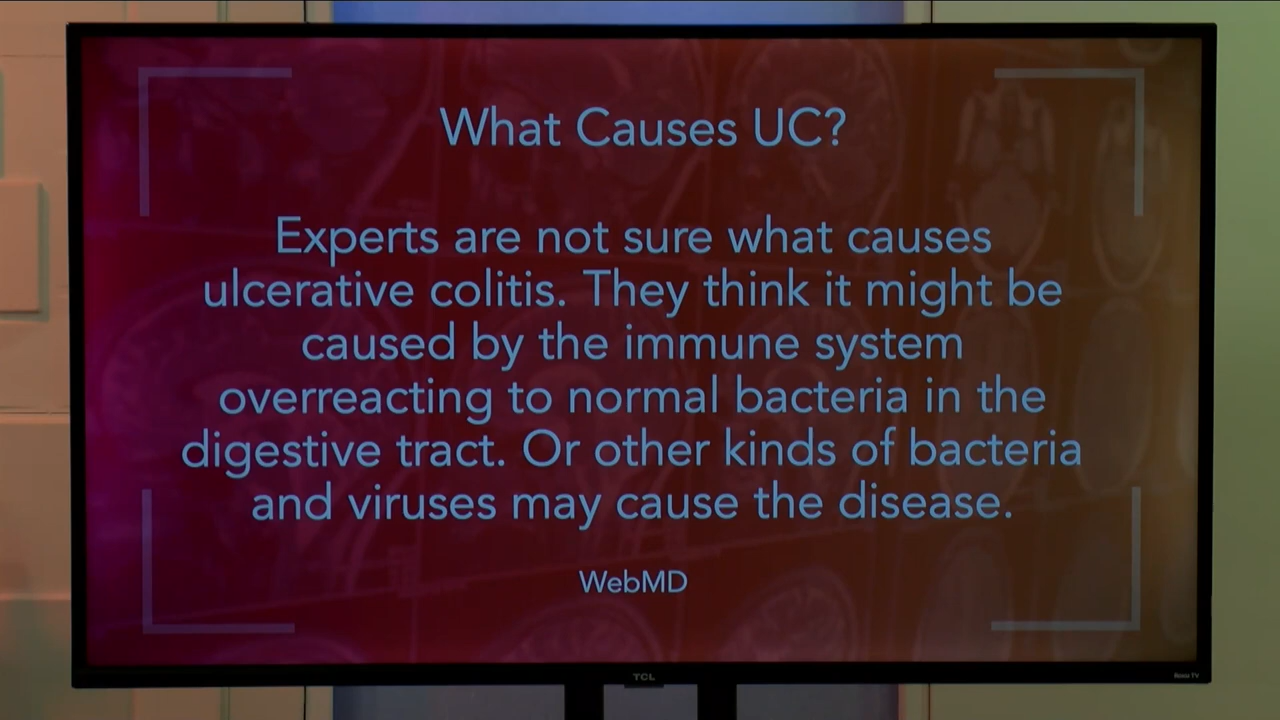 What Causes UC?
Experts are not sure what causes
ulcerative colitis. They think it might be
caused by the immune system
overreacting to normal bacteria in the
digestive tract. Or other kinds of bacteria
and viruses may cause the disease.
WebMD
TCL
Roku TV